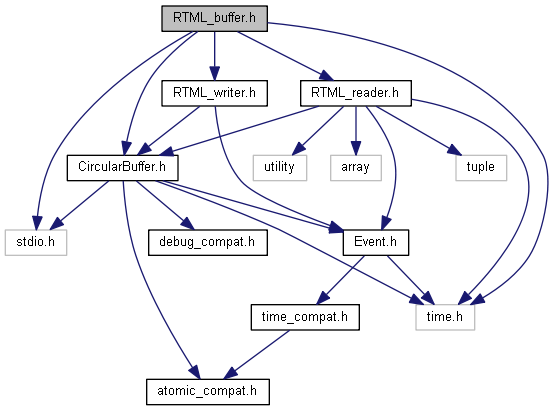 RTML_buffer.h
RTML_writer.h
RTML_reader.h
CircularBuffer.h
utility
array
tuple
stdio.h
debug_compat.h
Event.h
time_compat.h
time.h
atomic_compat.h